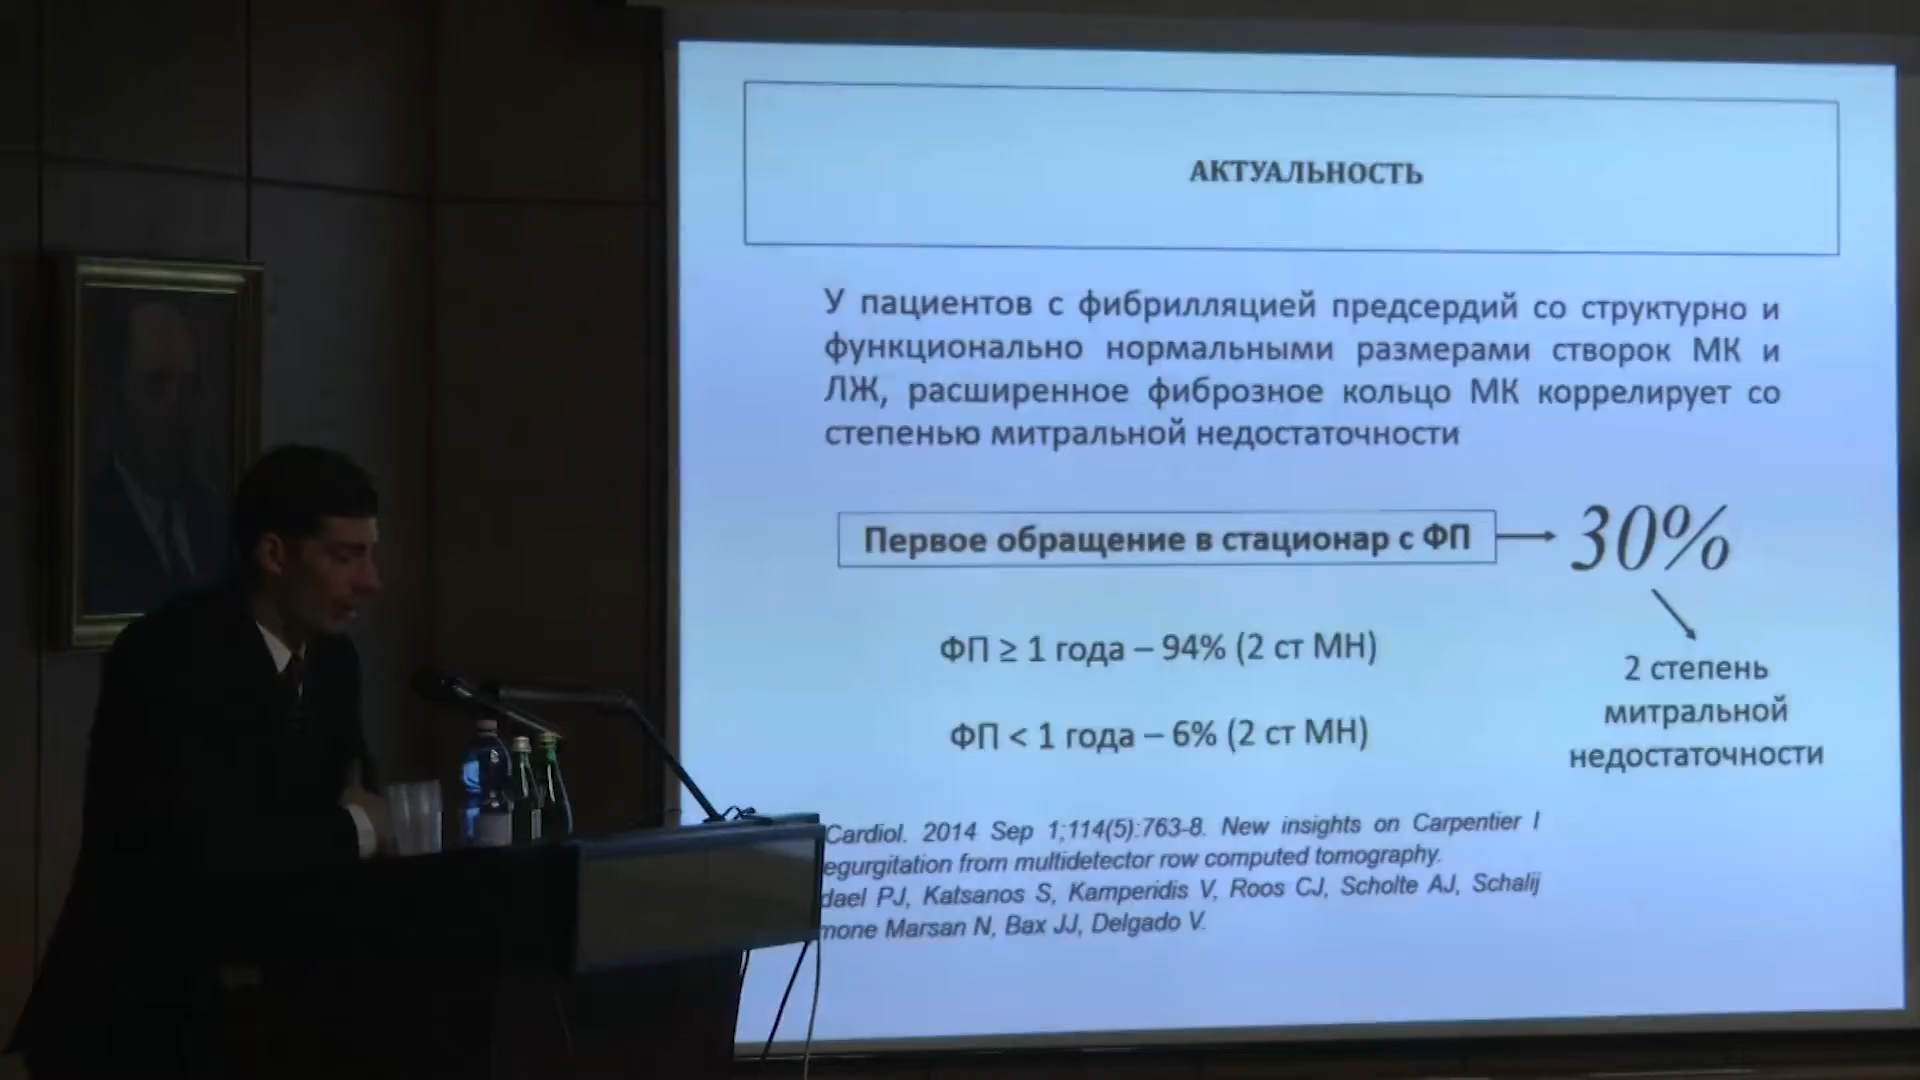 АКТУАЛЬНОСТЬ
У пациентов с фибрилляцией предсердий со структурно и
функционально нормальными размерами створок МК и
ЛЖ, расширенное фиброзное кольцо МК коррелирует со
степенью митральной недостаточности
Первое обращение в стационар с ФП
30%
ФП ≥ 1 года – 94% (2 ст МН)
ФП < 1 года – 6% (2 ст МН)
2 степень
митральной
недостаточности
Cardiol. 2014 Sep 1;114(5):763-8. New insights on Carpentier I
egurgitation from multidetector row computed tomography.
dael PJ, Katsanos S, Kamperidis V, Roos CJ, Scholte AJ, Schalij
mone Marsan N, Bax JJ, Delgado V.